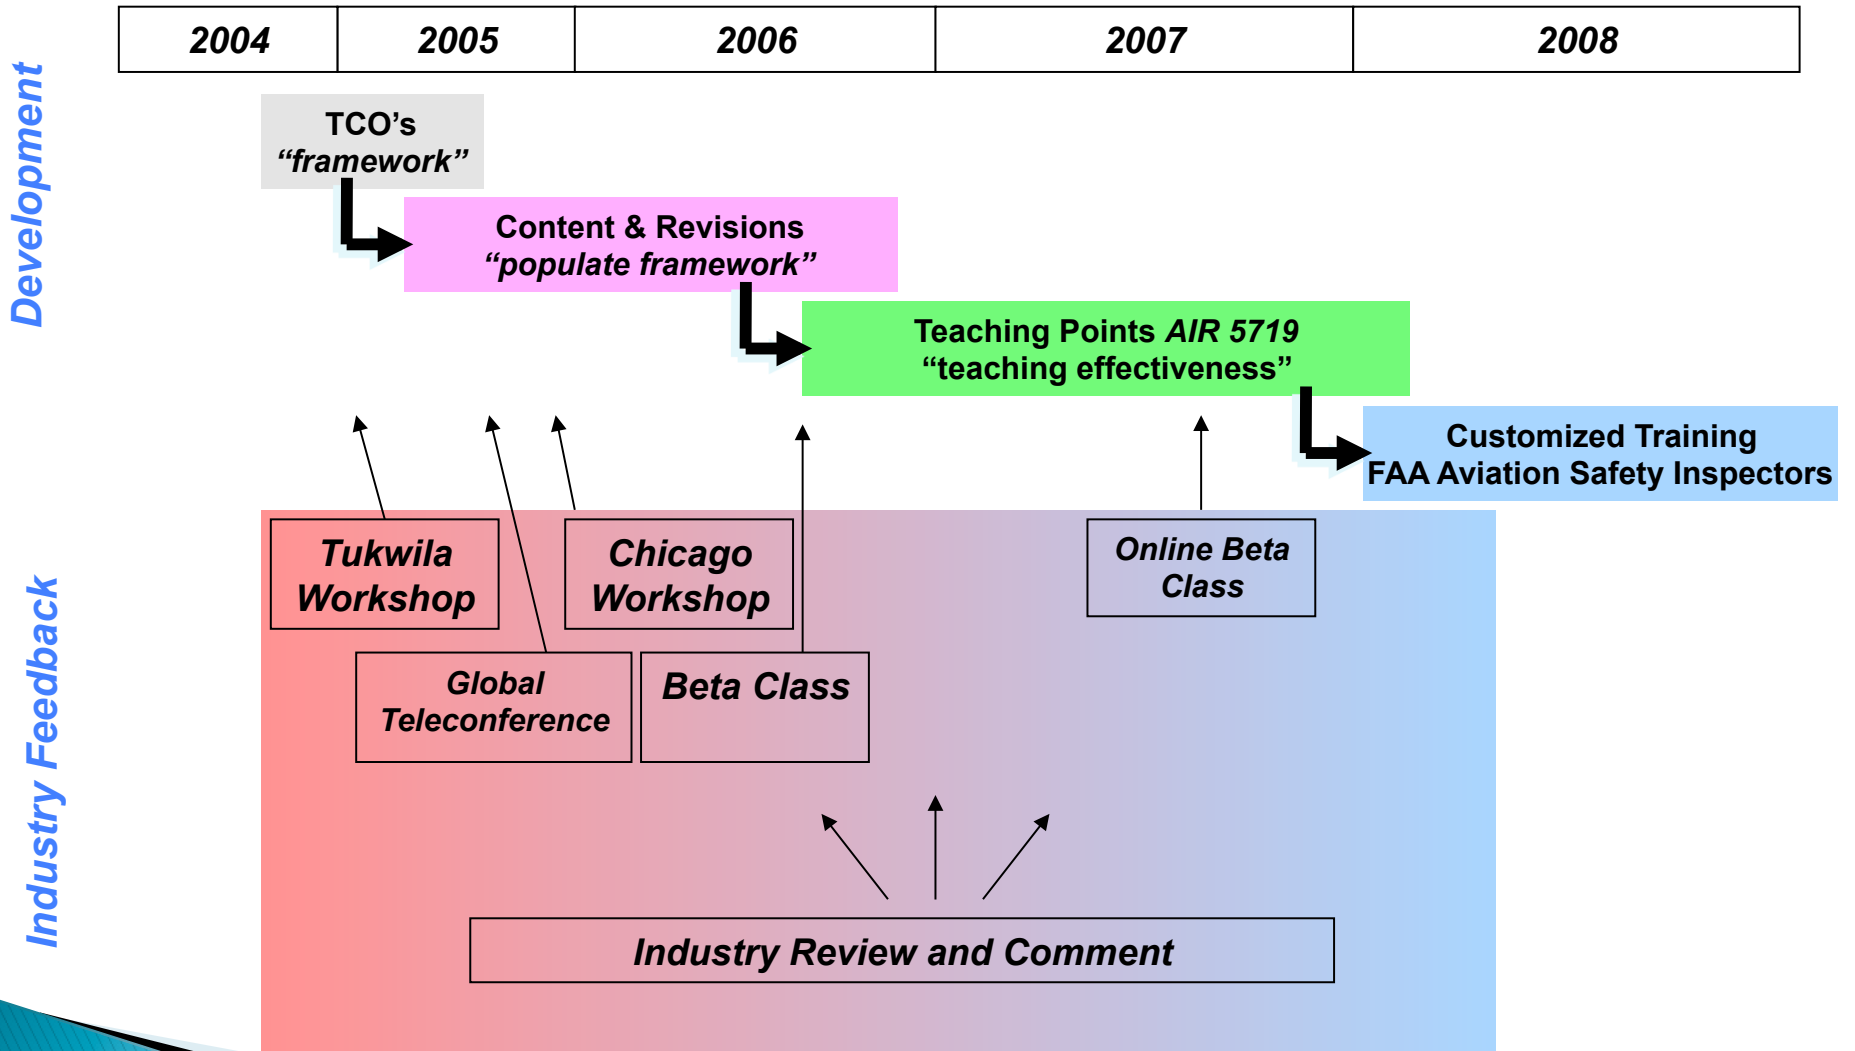 2004 2005 2006 2007 2008
Development
TCO’s
“framework”
Content & Revisions
“populate framework”
Teaching Points AIR 5719
“teaching effectiveness”
Customized Training
FAA Aviation Safety Inspectors
Industry Feedback
Tukwila
Workshop
Chicago
Workshop
Online Beta
Class
Global
Teleconference
Beta Class
Industry Review and Comment